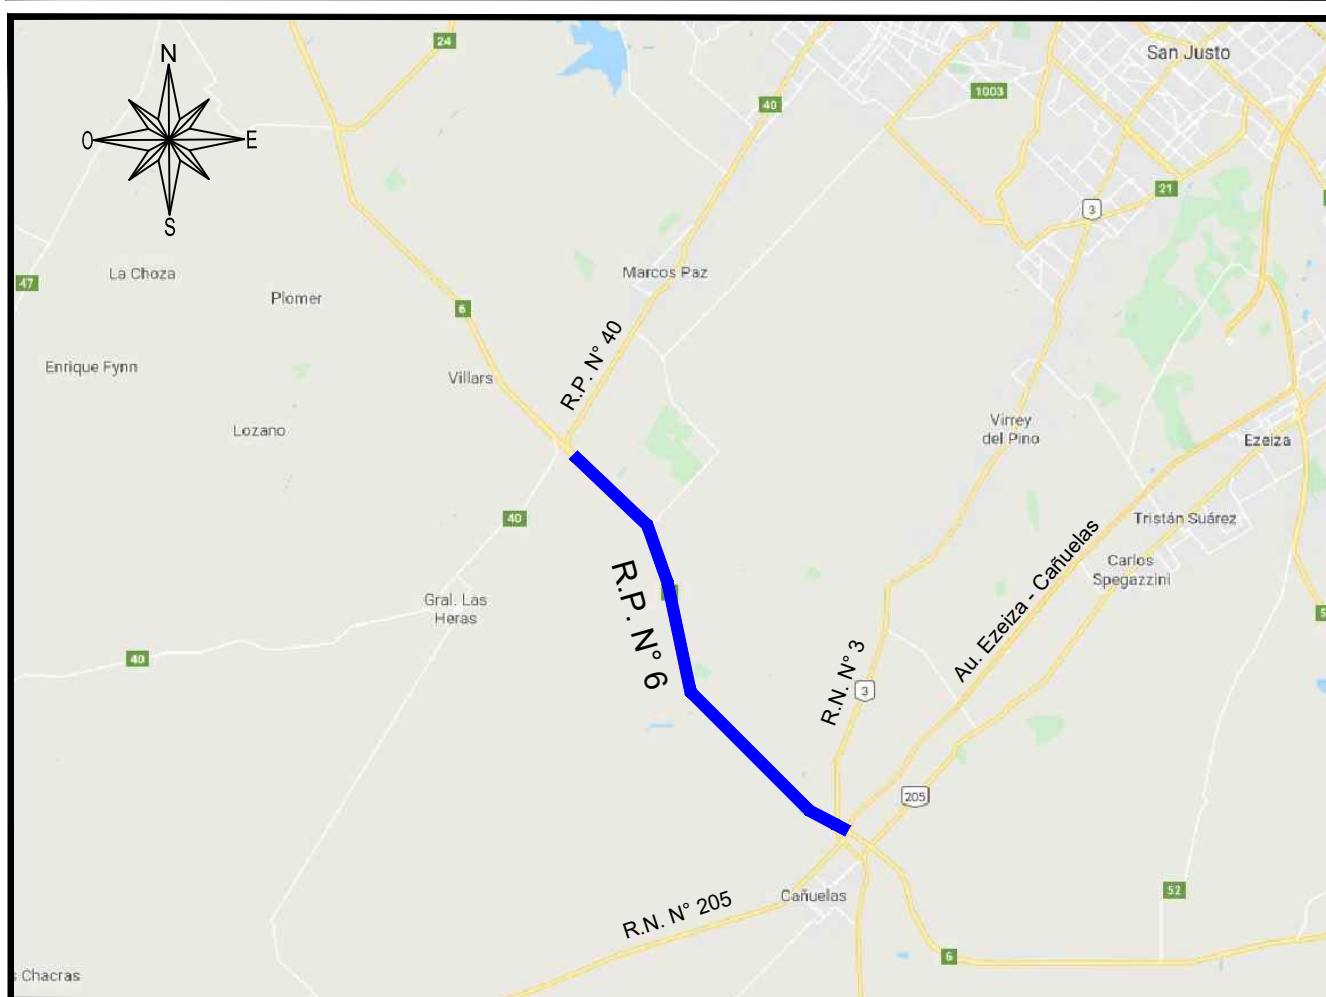 24
N
San Justo
1003
40
O
E
21
3
S
La Choza
Marcos Paz
47
Plomer
6
R.P. N° 40
Enrique Fynn
Villars
Lozano
Virrey
del Pino
Ezeiza
40
Tristán Suárez
Av. Ezeiza - Cañuelas
Carlos
Spegazzini
R.P. N° 6
Gral. Las
Heras
40
R.N. N° 3
3
205
52
Cañuelas
R.N. N° 205
6
Chacras